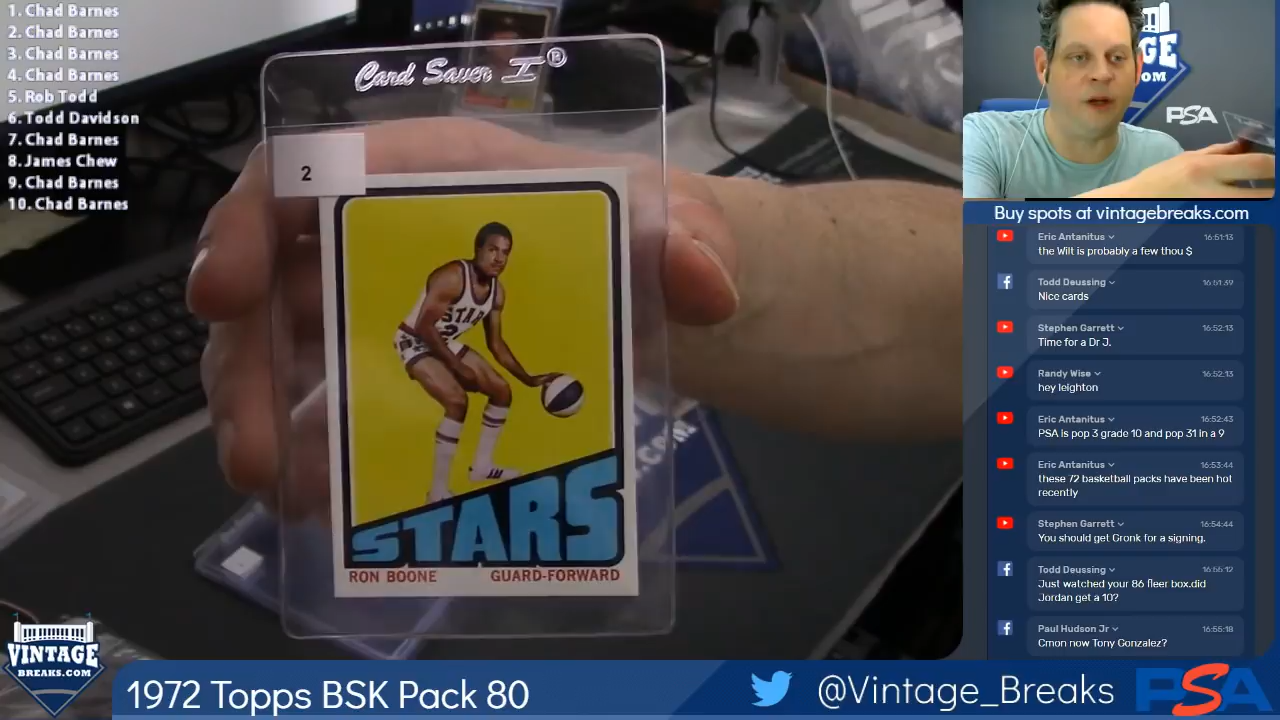 1. Chad Barnes
2. Chad Barnes
3. Chad Barnes
4. Chad Barnes
5. Rob Todd
6. Todd Davidson
7. Chad Barnes
8. James Chew
9. Chad Barnes
10. Chad Barnes
Card Saver I®
2
STARS
2
STARS
RON BOONE GUARD-FORWARD
.COM
GE
.COM
PSA
Buy spots at vintagebreaks.com
Eric Antanitus 16:51:13
the Wilt is probably a few thou $
Todd Deussing 16:51:39
Nice cards
Stephen Garrett 16:52:13
Time for a Dr J.
Randy Wise 16:52:13
hey leighton
Eric Antanitus 16:52:43
PSA is pop 3 grade 10 and pop 31 in a 9
Eric Antanitus 16:53:44
these 72 basketball packs have been hot
recently
Stephen Garrett 16:54:44
You should get Gronk for a signing.
Todd Deussing 16:55:12
Just watched your 86 fleer box.did
Jordan get a 10?
Paul Hudson Jr 16:55:18
Cmon now Tony Gonzalez?
VINTAGE
BREAKS.COM
1972 Topps BSK Pack 80
@Vintage_Breaks
PSA